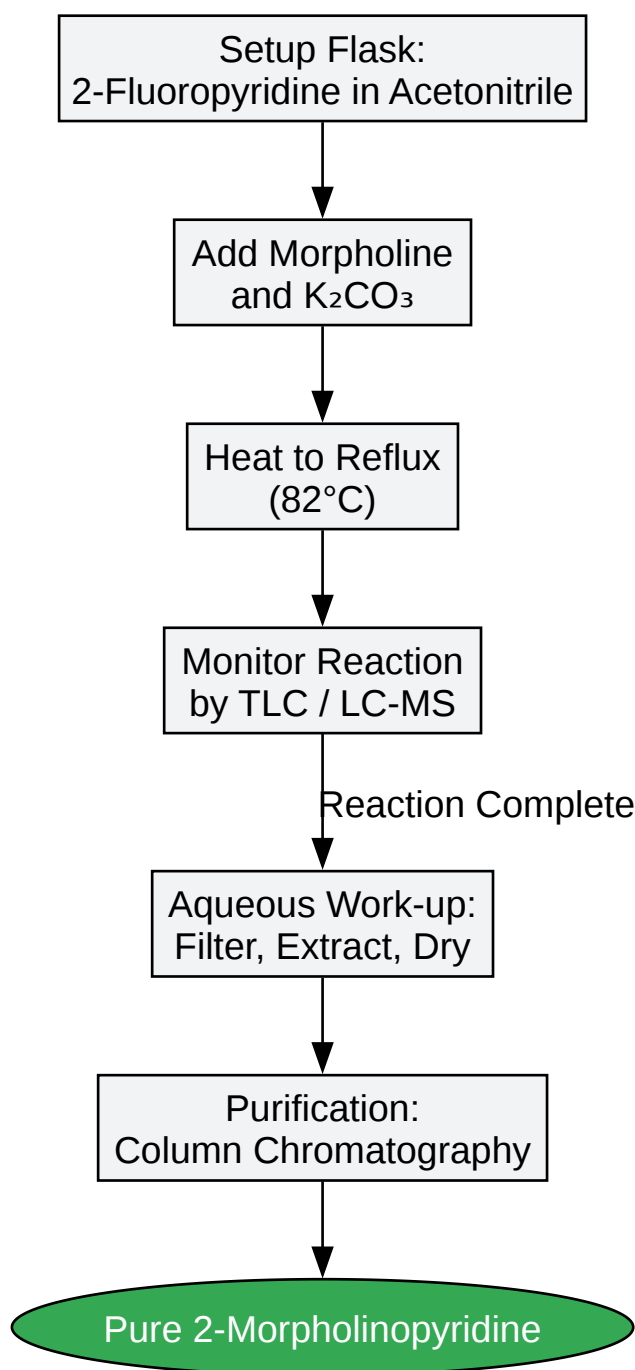 Setup Flask:
2-Fluoropyridine in Acetonitrile
Add Morpholine
and K₂CO₃
Heat to Reflux
(82°C)
Monitor Reaction
by TLC / LC-MS
Reaction Complete
Aqueous Work-up:
Filter, Extract, Dry
Purification:
Column Chromatography
Pure 2-Morpholinopyridine